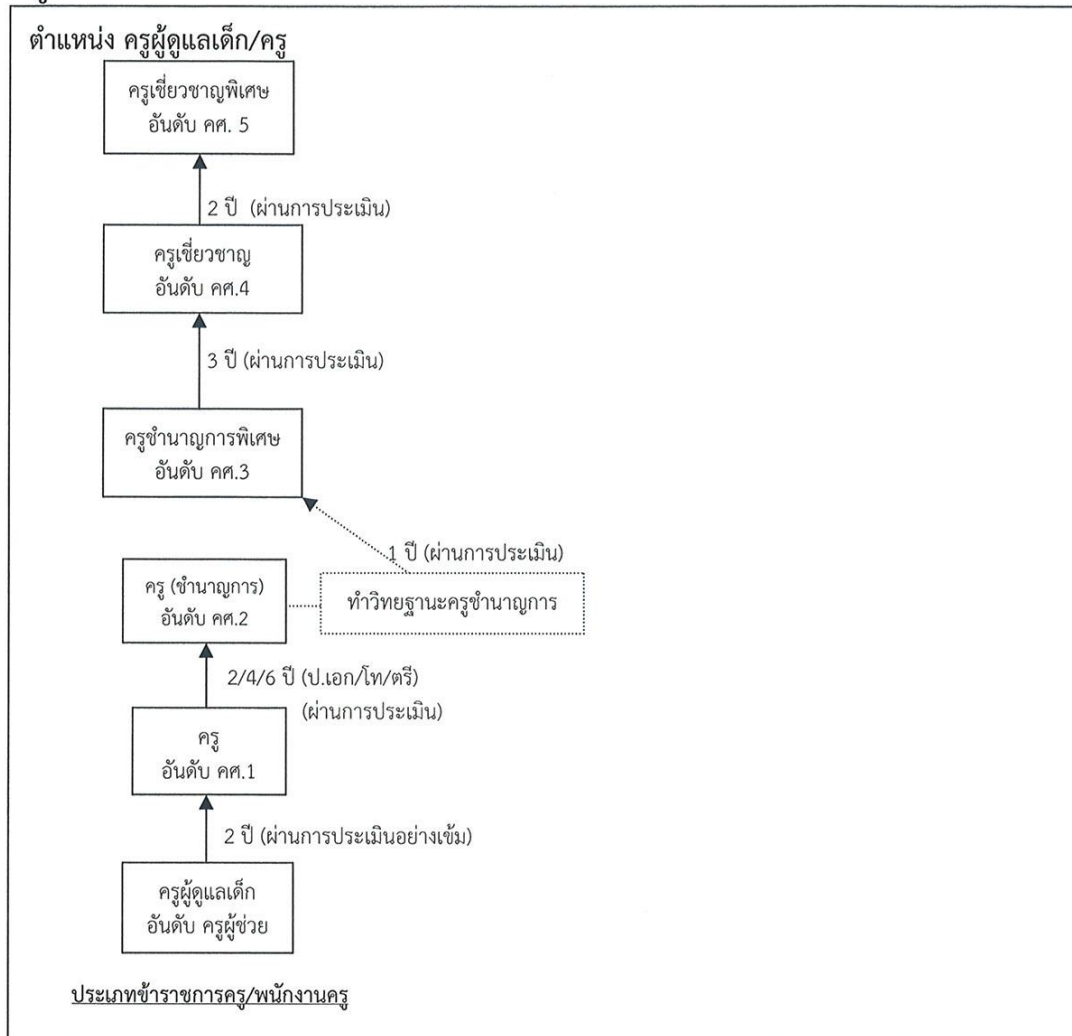 ตำแหน่ง ครูผู้ดูแลเด็ก/ครู
ครูเชี่ยวชาญพิเศษ
อันดับ คศ. 5
2 ปี (ผ่านการประเมิน)
ครูเชี่ยวชาญ
อันดับ คศ.4
3 ปี (ผ่านการประเมิน)
ครูชำนาญการพิเศษ
อันดับ คศ.3
1 ปี (ผ่านการประเมิน)
ครู (ชำนาญการ)
อันดับ คศ.2
ทำวิทยฐานะครูชำนาญการ
2/4/6 ปี (ป.เอก/โท/ตรี)
(ผ่านการประเมิน)
ครู
อันดับ คศ.1
2 ปี (ผ่านการประเมินอย่างเข้ม)
ครูผู้ดูแลเด็ก
อันดับ ครูผู้ช่วย
ประเภทข้าราชการครู/พนักงานครู